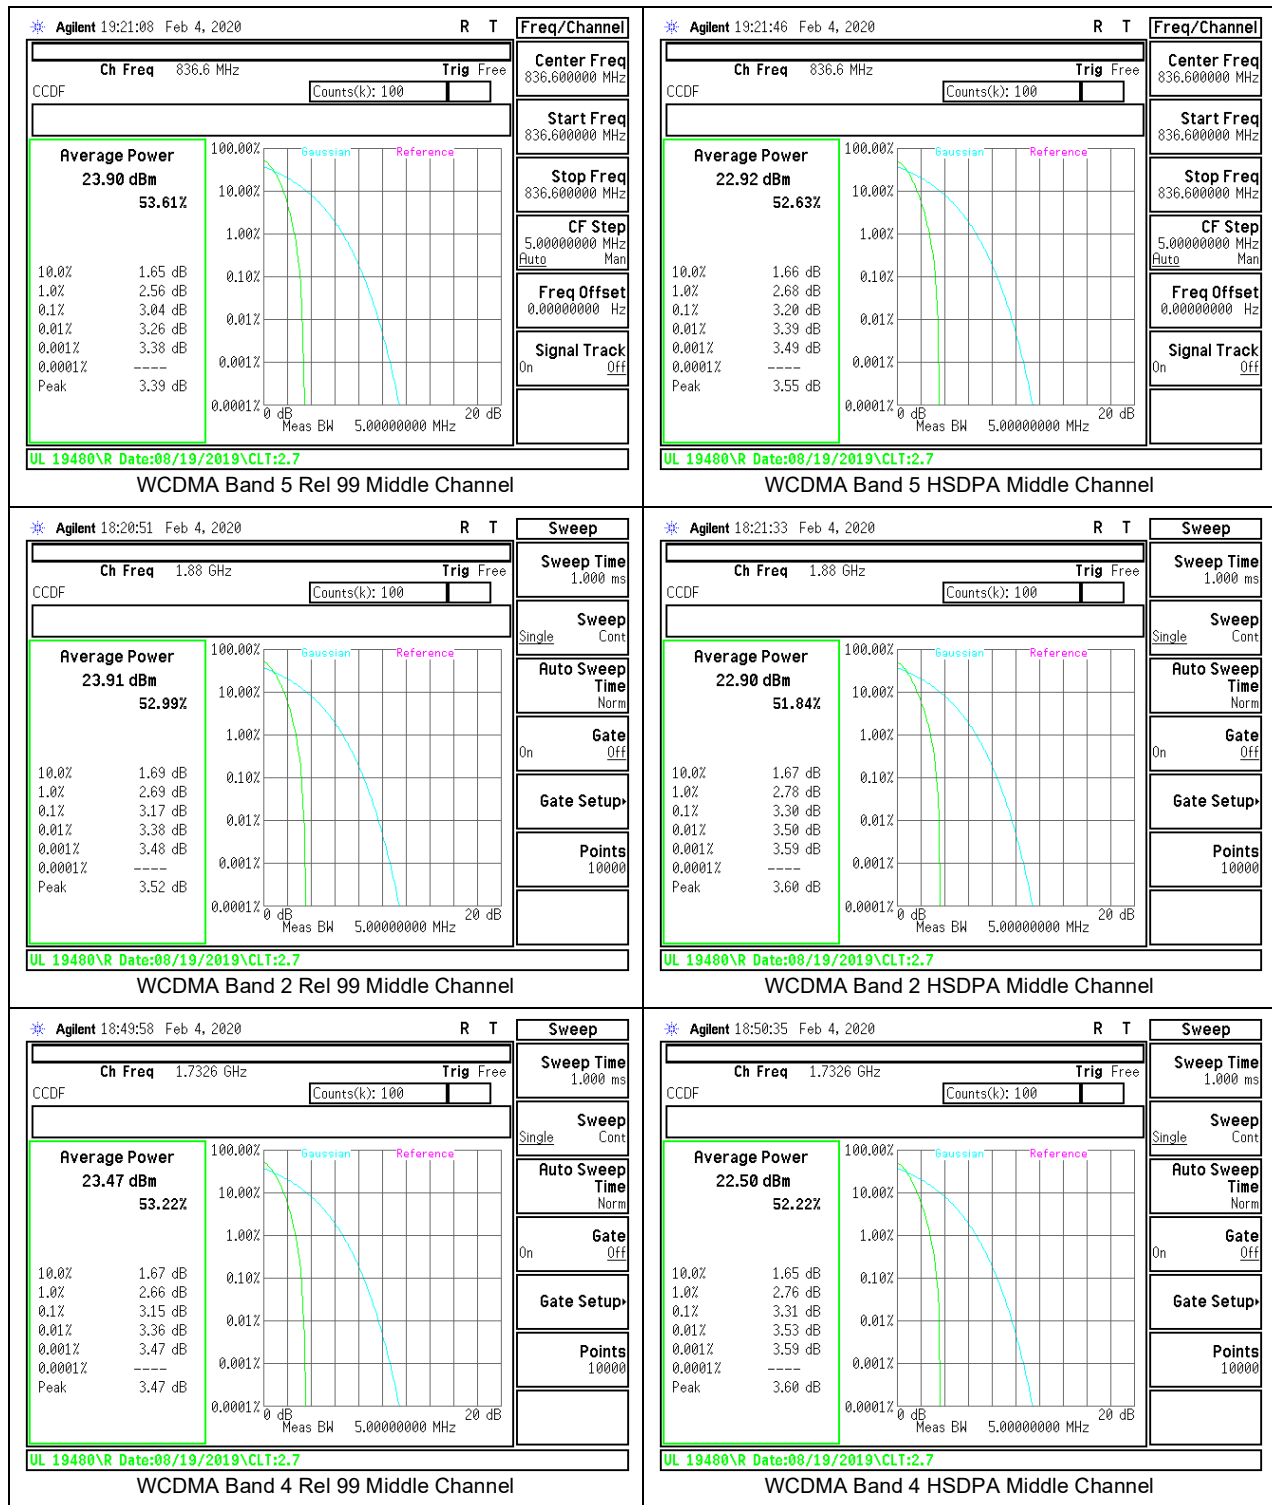 Agilent 19:21:08 Feb 4, 2020 R T
Freq/Channel
Ch Freq 836.6 MHz Trig Free
CCDF Counts(k): 100
Average Power
23.90 dBm
53.61%
10.0% 1.65 dB
1.0% 2.56 dB
0.1% 3.04 dB
0.01% 3.26 dB
0.001% 3.38 dB
0.0001% ----
Peak 3.39 dB
Gaussian Reference
100.00%
10.00%
1.00%
0.10%
0.01%
0.001%
0.0001%
0 dB 20 dB
Meas BW 5.00000000 MHz
Center Freq
836.600000 MHz
Start Freq
836.600000 MHz
Stop Freq
836.600000 MHz
CF Step
5.00000000 MHz
Auto Man
Freq Offset
0.00000000 Hz
Signal Track
On Off
UL 19480\R Date:08/19/2019\CLT:2.7
WCDMA Band 5 Rel 99 Middle Channel
Agilent 19:21:46 Feb 4, 2020 R T
Freq/Channel
Ch Freq 836.6 MHz Trig Free
CCDF Counts(k): 100
Average Power
22.92 dBm
52.63%
10.0% 1.66 dB
1.0% 2.68 dB
0.1% 3.20 dB
0.01% 3.39 dB
0.001% 3.49 dB
0.0001% ----
Peak 3.55 dB
Gaussian Reference
100.00%
10.00%
1.00%
0.10%
0.01%
0.001%
0.0001%
0 dB 20 dB
Meas BW 5.00000000 MHz
Center Freq
836.600000 MHz
Start Freq
836.600000 MHz
Stop Freq
836.600000 MHz
CF Step
5.00000000 MHz
Auto Man
Freq Offset
0.00000000 Hz
Signal Track
On Off
UL 19480\R Date:08/19/2019\CLT:2.7
WCDMA Band 5 HSDPA Middle Channel
Agilent 18:20:51 Feb 4, 2020 R T
Sweep
Ch Freq 1.88 GHz Trig Free
CCDF Counts(k): 100
Average Power
23.91 dBm
52.99%
10.0% 1.69 dB
1.0% 2.69 dB
0.1% 3.17 dB
0.01% 3.38 dB
0.001% 3.48 dB
0.0001% ----
Peak 3.52 dB
Gaussian Reference
100.00%
10.00%
1.00%
0.10%
0.01%
0.001%
0.0001%
0 dB 20 dB
Meas BW 5.00000000 MHz
Sweep Time
1.000 ms
Sweep
Single Cont
Auto Sweep
Time
Norm
Gate
On Off
Gate Setup
Points
10000
UL 19480\R Date:08/19/2019\CLT:2.7
WCDMA Band 2 Rel 99 Middle Channel
Agilent 18:21:33 Feb 4, 2020 R T
Sweep
Ch Freq 1.88 GHz Trig Free
CCDF Counts(k): 100
Average Power
22.90 dBm
51.84%
10.0% 1.67 dB
1.0% 2.78 dB
0.1% 3.30 dB
0.01% 3.50 dB
0.001% 3.59 dB
0.0001% ----
Peak 3.60 dB
Gaussian Reference
100.00%
10.00%
1.00%
0.10%
0.01%
0.001%
0.0001%
0 dB 20 dB
Meas BW 5.00000000 MHz
Sweep Time
1.000 ms
Sweep
Single Cont
Auto Sweep
Time
Norm
Gate
On Off
Gate Setup
Points
10000
UL 19480\R Date:08/19/2019\CLT:2.7
WCDMA Band 2 HSDPA Middle Channel
Agilent 18:49:58 Feb 4, 2020 R T
Sweep
Ch Freq 1.7326 GHz Trig Free
CCDF Counts(k): 100
Average Power
23.47 dBm
53.22%
10.0% 1.67 dB
1.0% 2.66 dB
0.1% 3.15 dB
0.01% 3.36 dB
0.001% 3.47 dB
0.0001% ----
Peak 3.47 dB
Gaussian Reference
100.00%
10.00%
1.00%
0.10%
0.01%
0.001%
0.0001%
0 dB 20 dB
Meas BW 5.00000000 MHz
Sweep Time
1.000 ms
Sweep
Single Cont
Auto Sweep
Time
Norm
Gate
On Off
Gate Setup
Points
10000
UL 19480\R Date:08/19/2019\CLT:2.7
WCDMA Band 4 Rel 99 Middle Channel
Agilent 18:50:35 Feb 4, 2020 R T
Sweep
Ch Freq 1.7326 GHz Trig Free
CCDF Counts(k): 100
Average Power
22.50 dBm
52.22%
10.0% 1.65 dB
1.0% 2.76 dB
0.1% 3.31 dB
0.01% 3.53 dB
0.001% 3.59 dB
0.0001% ----
Peak 3.60 dB
Gaussian Reference
100.00%
10.00%
1.00%
0.10%
0.01%
0.001%
0.0001%
0 dB 20 dB
Meas BW 5.00000000 MHz
Sweep Time
1.000 ms
Sweep
Single Cont
Auto Sweep
Time
Norm
Gate
On Off
Gate Setup
Points
10000
UL 19480\R Date:08/19/2019\CLT:2.7
WCDMA Band 4 HSDPA Middle Channel